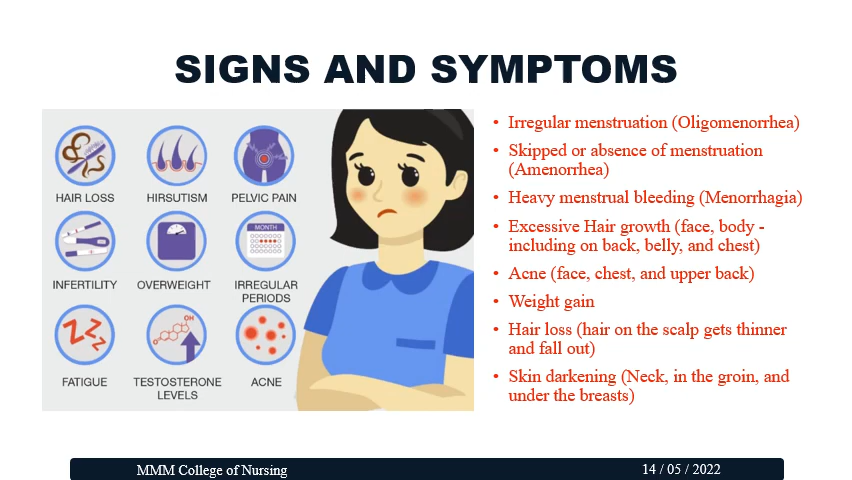 SIGNS AND SYMPTOMS
HAIR LOSS
HIRSUTISM
PELVIC PAIN
MONTH
INFERTILITY
OVERWEIGHT
IRREGULAR
PERIODS
OH
O
FATIGUE
TESTOSTERONE
LEVELS
ACNE
• Irregular menstruation (Oligomenorrhea)
• Skipped or absence of menstruation
(Amenorrhea)
• Heavy menstrual bleeding (Menorrhagia)
• Excessive Hair growth (face, body -
including on back, belly, and chest)
• Acne (face, chest, and upper back)
• Weight gain
• Hair loss (hair on the scalp gets thinner
and fall out)
• Skin darkening (Neck, in the groin, and
under the breasts)
MMM College of Nursing
14 / 05 / 2022